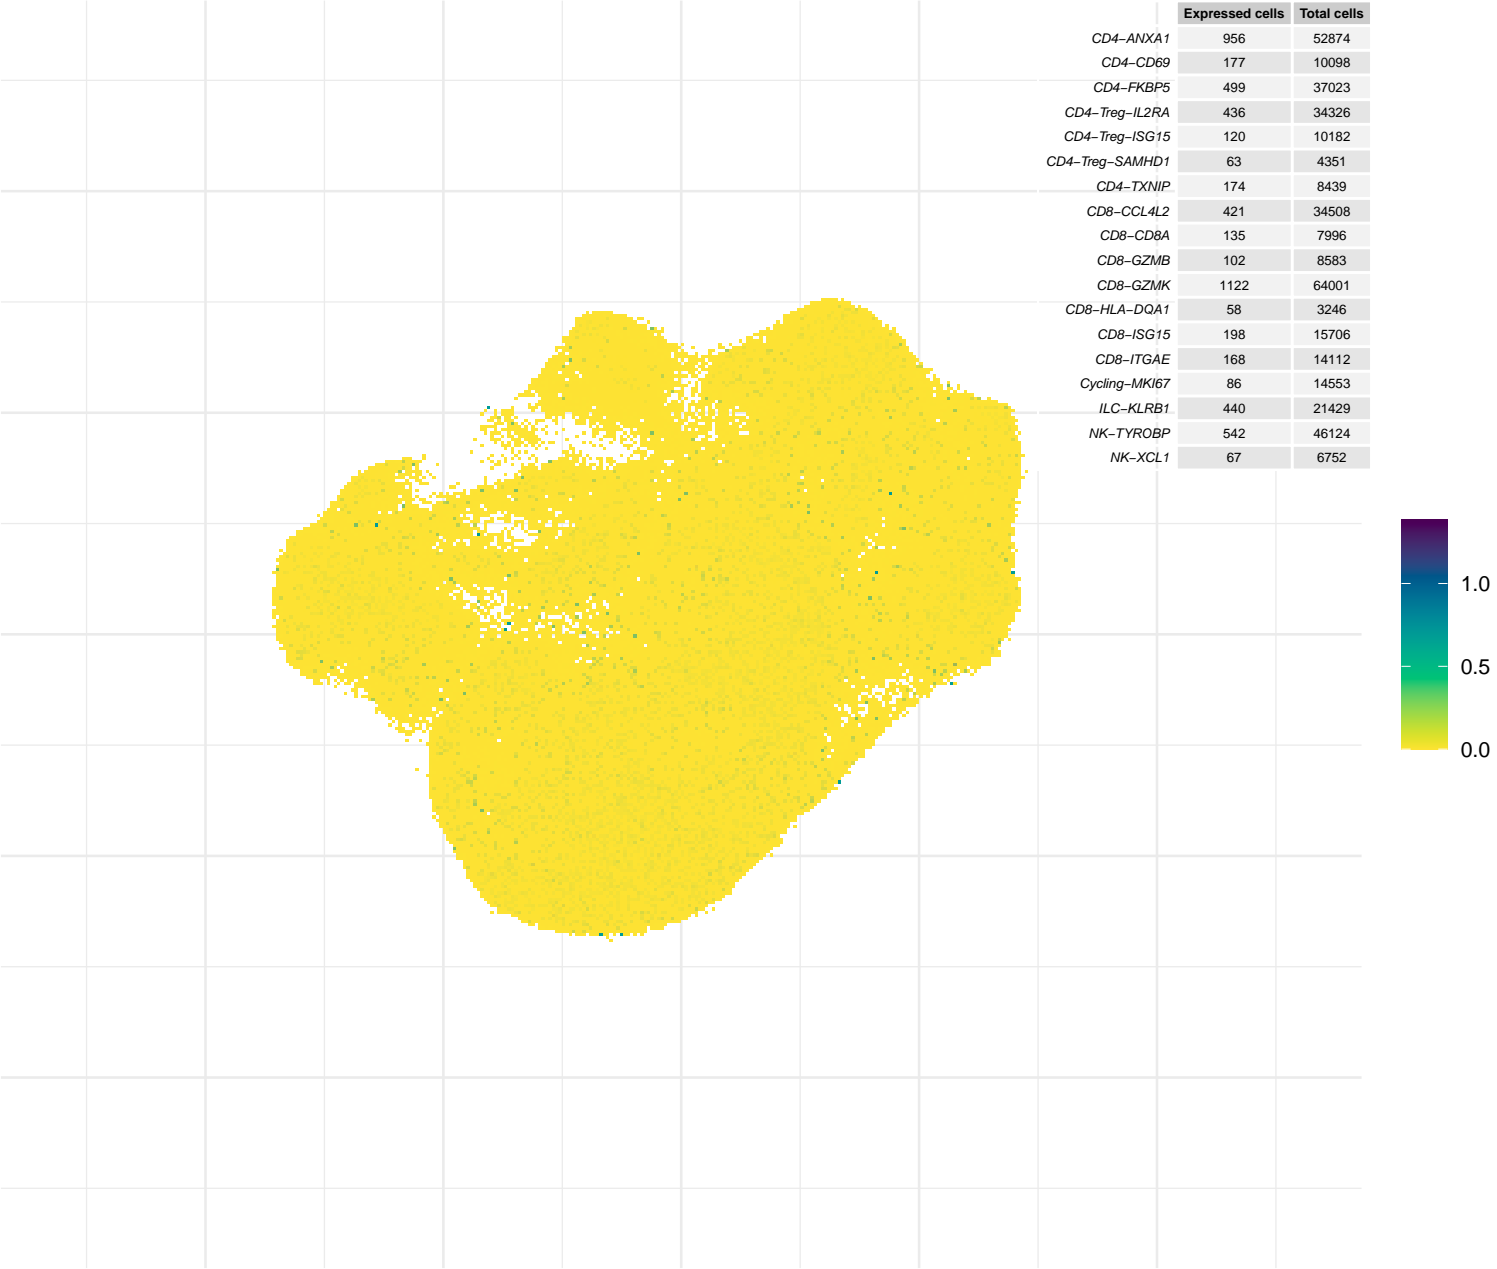 Expressed cells Total cells
CD4−ANXA1 956 52874
CD4−CD69 177 10098
CD4−FKBP5 499 37023
CD4−Treg−IL2RA 436 34326
CD4−Treg−ISG15 120 10182
CD4−Treg−SAMHD1 63 4351
CD4−TXNIP 174 8439
CD8−CCL4L2 421 34508
CD8−CD8A 135 7996
CD8−GZMB 102 8583
CD8−GZMK 1122 64001
CD8−HLA−DQA1 58 3246
CD8−ISG15 198 15706
CD8−ITGAE 168 14112
Cycling−MKI67 86 14553
ILC−KLRB1 440 21429
NK−TYROBP 542 46124
NK−XCL1 67 6752
1.0
0.5
0.0